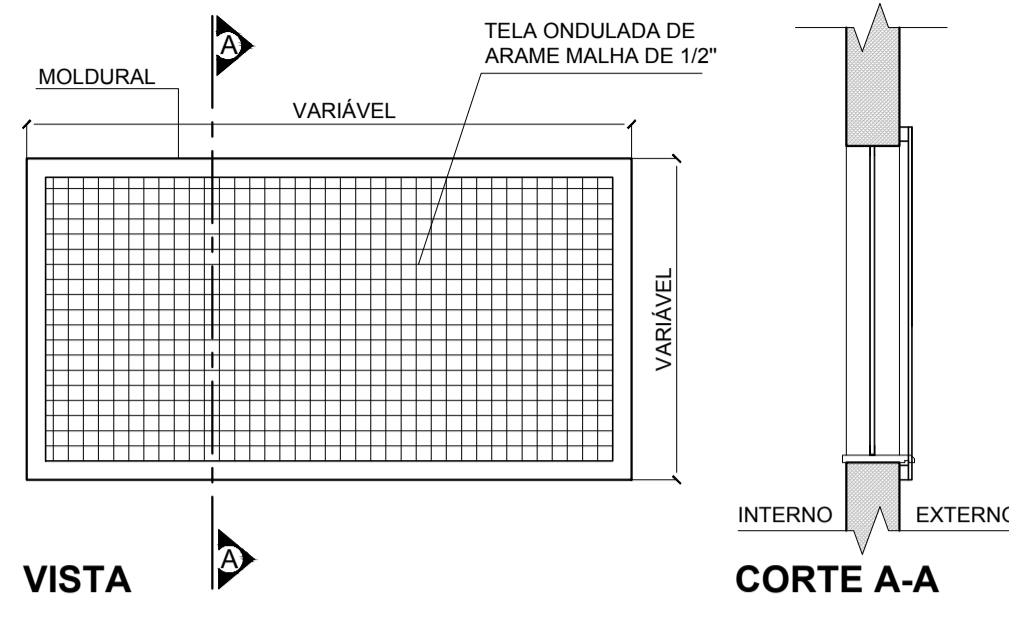 A
TELA ONDULADA DE
ARAME MALHA DE 1/2"
MOLDURAL
VARIÁVEL
VARIÁVEL
INTERNO
EXTERNO
A
VISTA
CORTE A-A